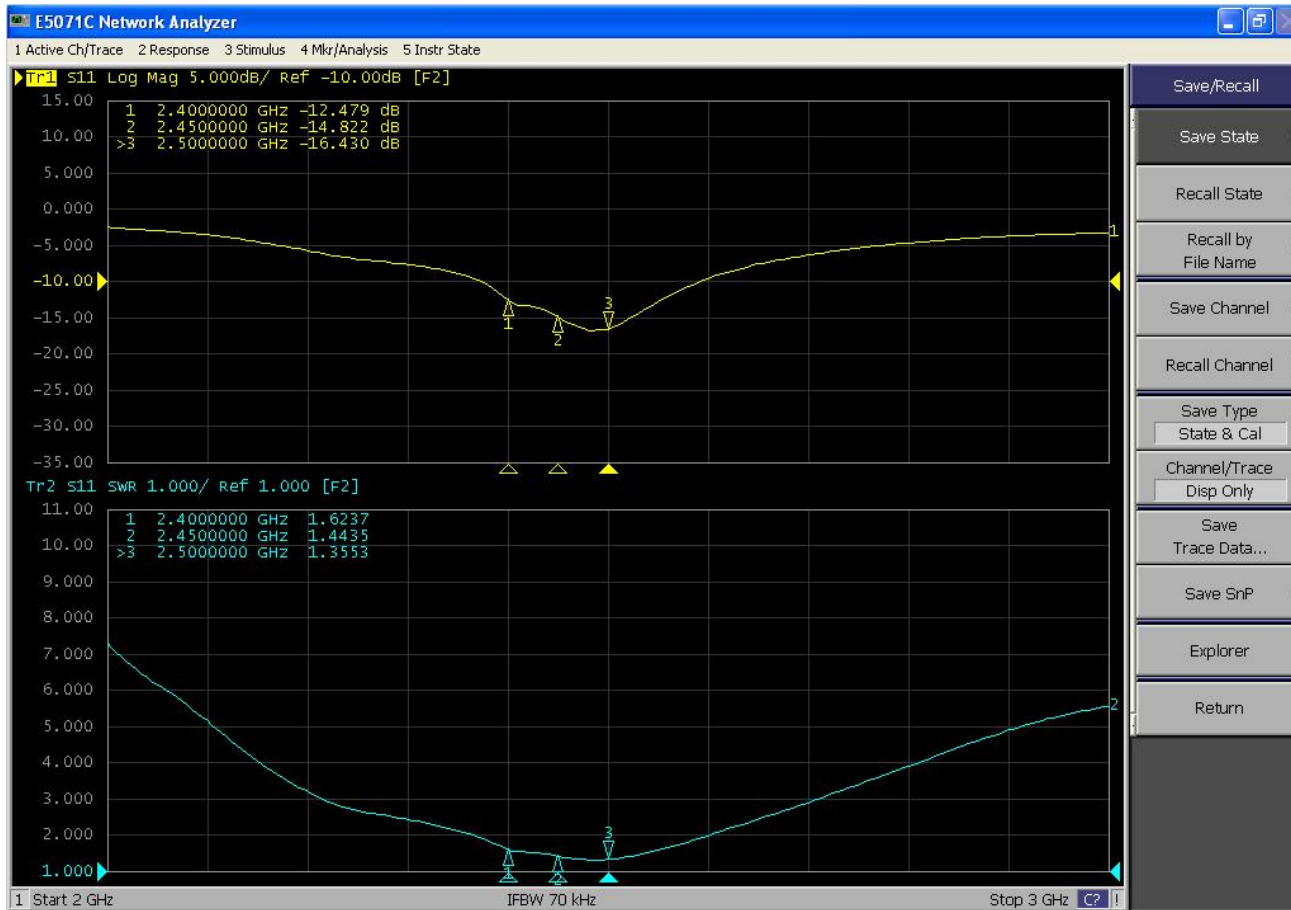 E5071C Network Analyzer
1 Active Ch/Trace 2 Response 3 Stimulus 4 Mkr/Analysis 5 Instr State
Tr1 S11 Log Mag 5.000dB/ Ref -10.00dB [F2]
15.00
10.00
5.000
0.000
-5.000
-10.00
-15.00
-20.00
-25.00
-30.00
-35.00
1 2.4000000 GHz -12.479 dB
2 2.4500000 GHz -14.822 dB
>3 2.5000000 GHz -16.430 dB
1
2
3
1
Tr2 S11 SWR 1.000/ Ref 1.000 [F2]
11.00
10.00
9.000
8.000
7.000
6.000
5.000
4.000
3.000
2.000
1.000
1 2.4000000 GHz 1.6237
2 2.4500000 GHz 1.4435
>3 2.5000000 GHz 1.3553
1
2
3
2
1 Start 2 GHz
IFBW 70 kHz
Stop 3 GHz C? !
Save/Recall
Save State
Recall State
Recall by
File Name
Save Channel
Recall Channel
Save Type
State & Cal
Channel/Trace
Disp Only
Save
Trace Data...
Save SnP
Explorer
Return